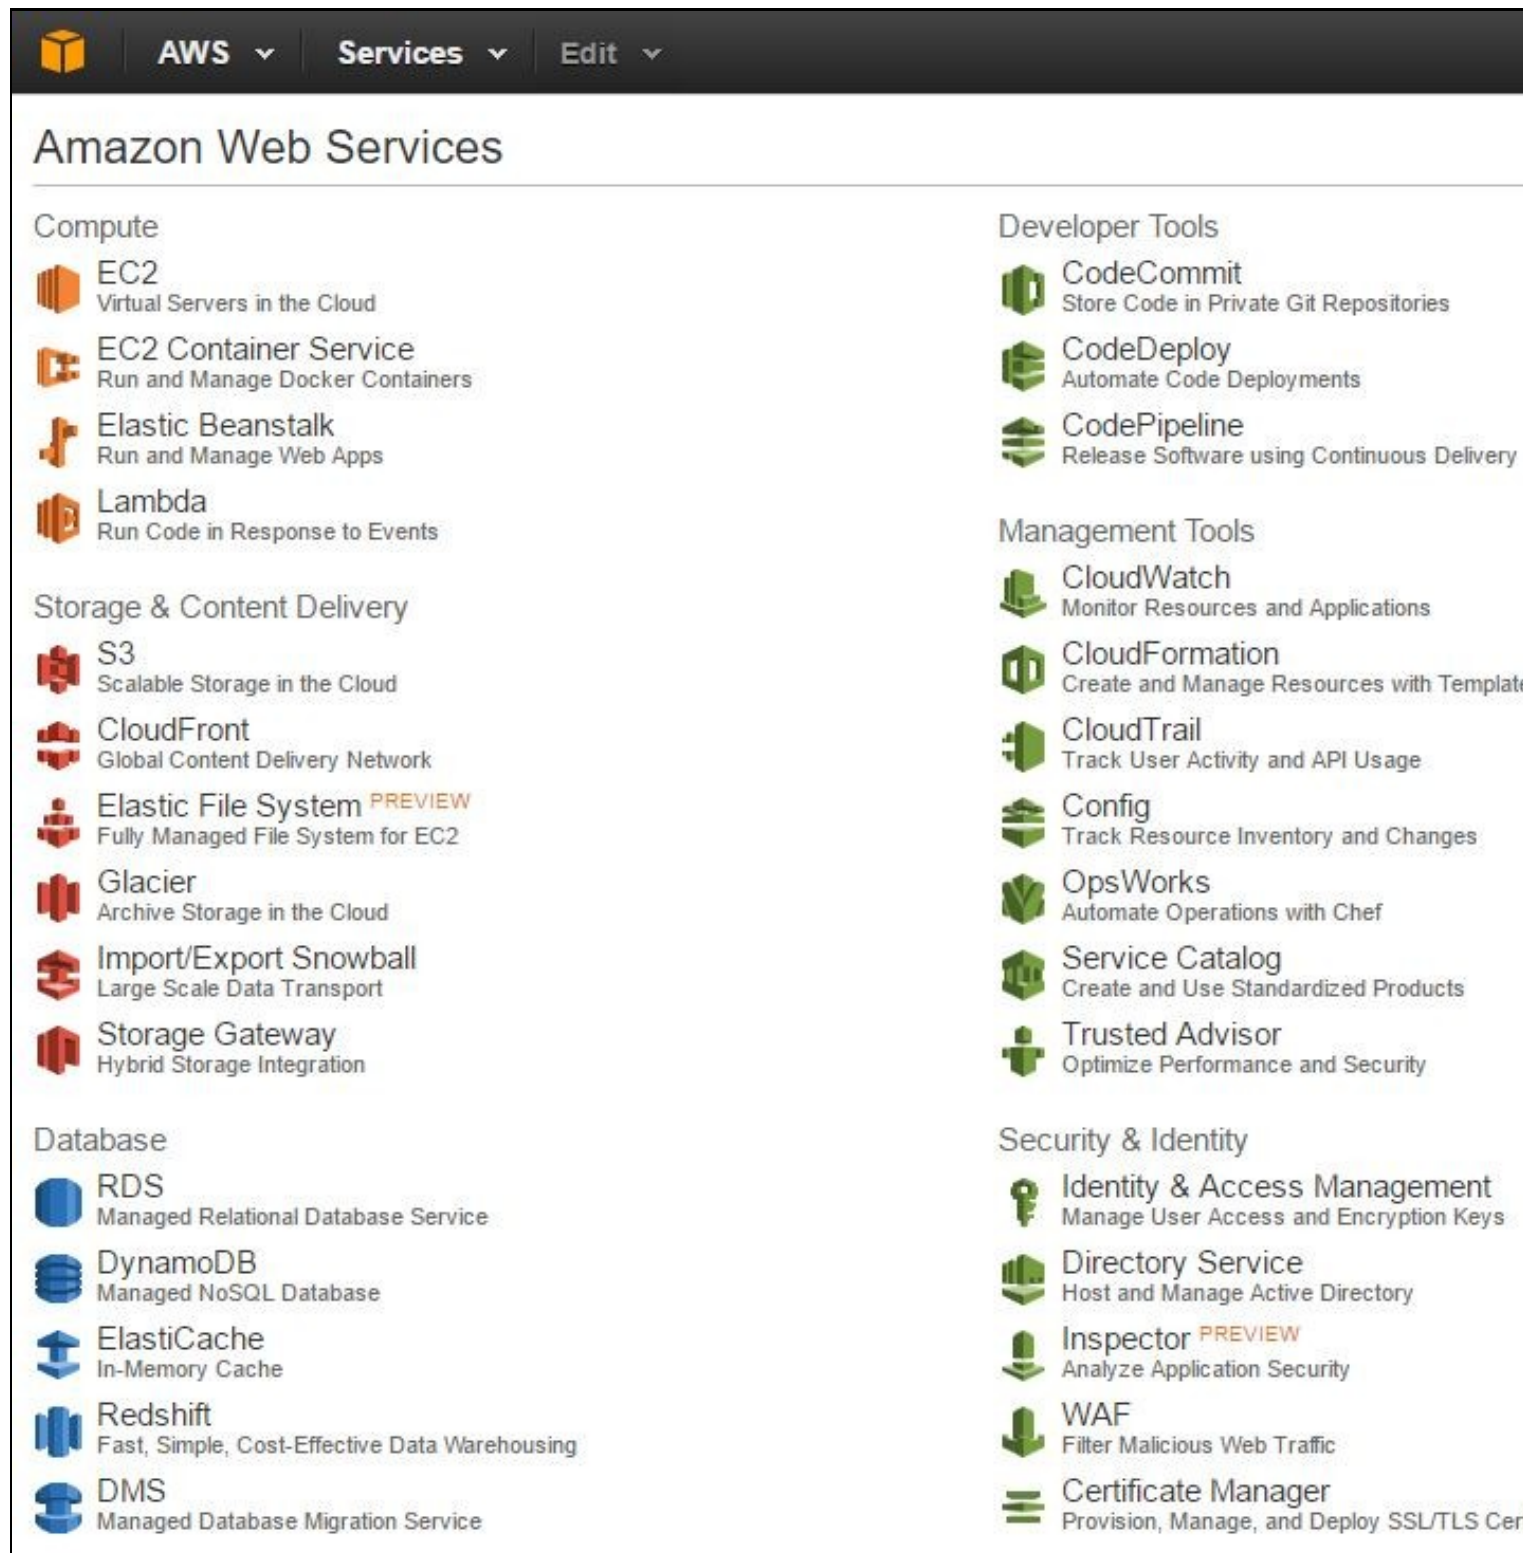 AWS Services Edit
Amazon Web Services
Compute
EC2
Virtual Servers in the Cloud
EC2 Container Service
Run and Manage Docker Containers
Elastic Beanstalk
Run and Manage Web Apps
Lambda
Run Code in Response to Events
Storage & Content Delivery
S3
Scalable Storage in the Cloud
CloudFront
Global Content Delivery Network
Elastic File System PREVIEW
Fully Managed File System for EC2
Glacier
Archive Storage in the Cloud
Import/Export Snowball
Large Scale Data Transport
Storage Gateway
Hybrid Storage Integration
Database
RDS
Managed Relational Database Service
DynamoDB
Managed NoSQL Database
ElastiCache
In-Memory Cache
Redshift
Fast, Simple, Cost-Effective Data Warehousing
DMS
Managed Database Migration Service
Developer Tools
CodeCommit
Store Code in Private Git Repositories
CodeDeploy
Automate Code Deployments
CodePipeline
Release Software using Continuous Delivery
Management Tools
CloudWatch
Monitor Resources and Applications
CloudFormation
Create and Manage Resources with Template
CloudTrail
Track User Activity and API Usage
Config
Track Resource Inventory and Changes
OpsWorks
Automate Operations with Chef
Service Catalog
Create and Use Standardized Products
Trusted Advisor
Optimize Performance and Security
Security & Identity
Identity & Access Management
Manage User Access and Encryption Keys
Directory Service
Host and Manage Active Directory
Inspector PREVIEW
Analyze Application Security
WAF
Filter Malicious Web Traffic
Certificate Manager
Provision, Manage, and Deploy SSL/TLS Cer